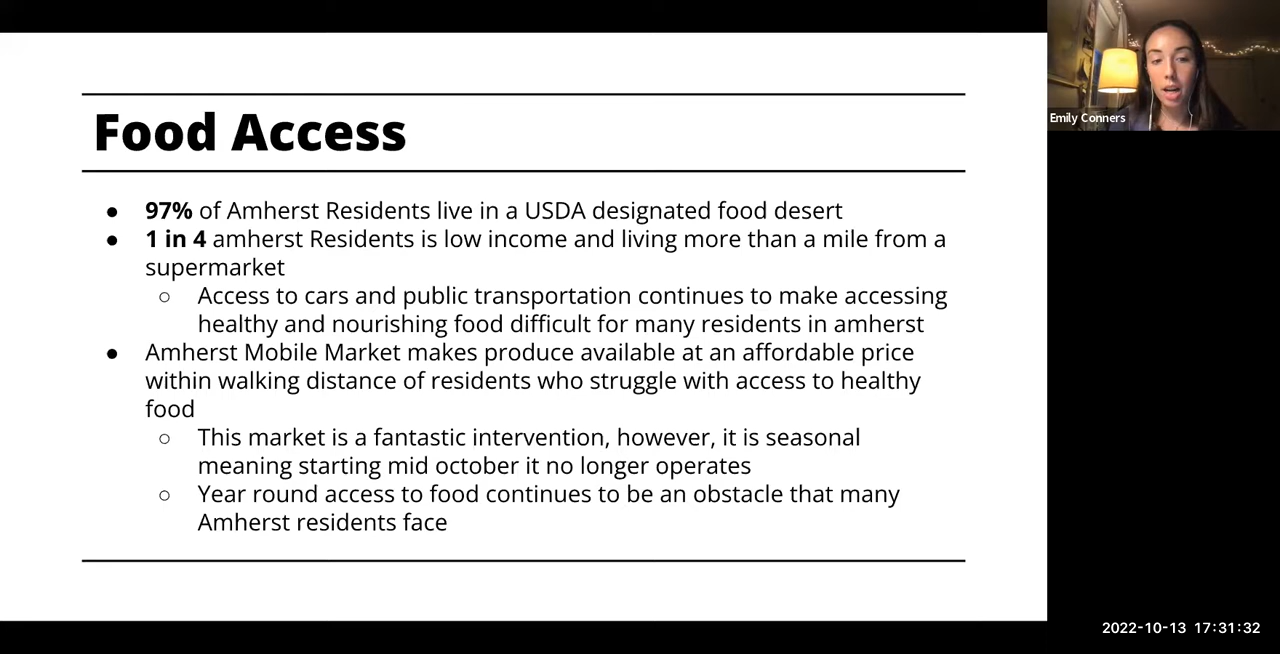 Food Access
● 97% of Amherst Residents live in a USDA designated food desert
● 1 in 4 amherst Residents is low income and living more than a mile from a
supermarket
○ Access to cars and public transportation continues to make accessing
healthy and nourishing food difficult for many residents in amherst
● Amherst Mobile Market makes produce available at an affordable price
within walking distance of residents who struggle with access to healthy
food
○ This market is a fantastic intervention, however, it is seasonal
meaning starting mid october it no longer operates
○ Year round access to food continues to be an obstacle that many
Amherst residents face
Emily Conners
2022-10-13 17:31:32